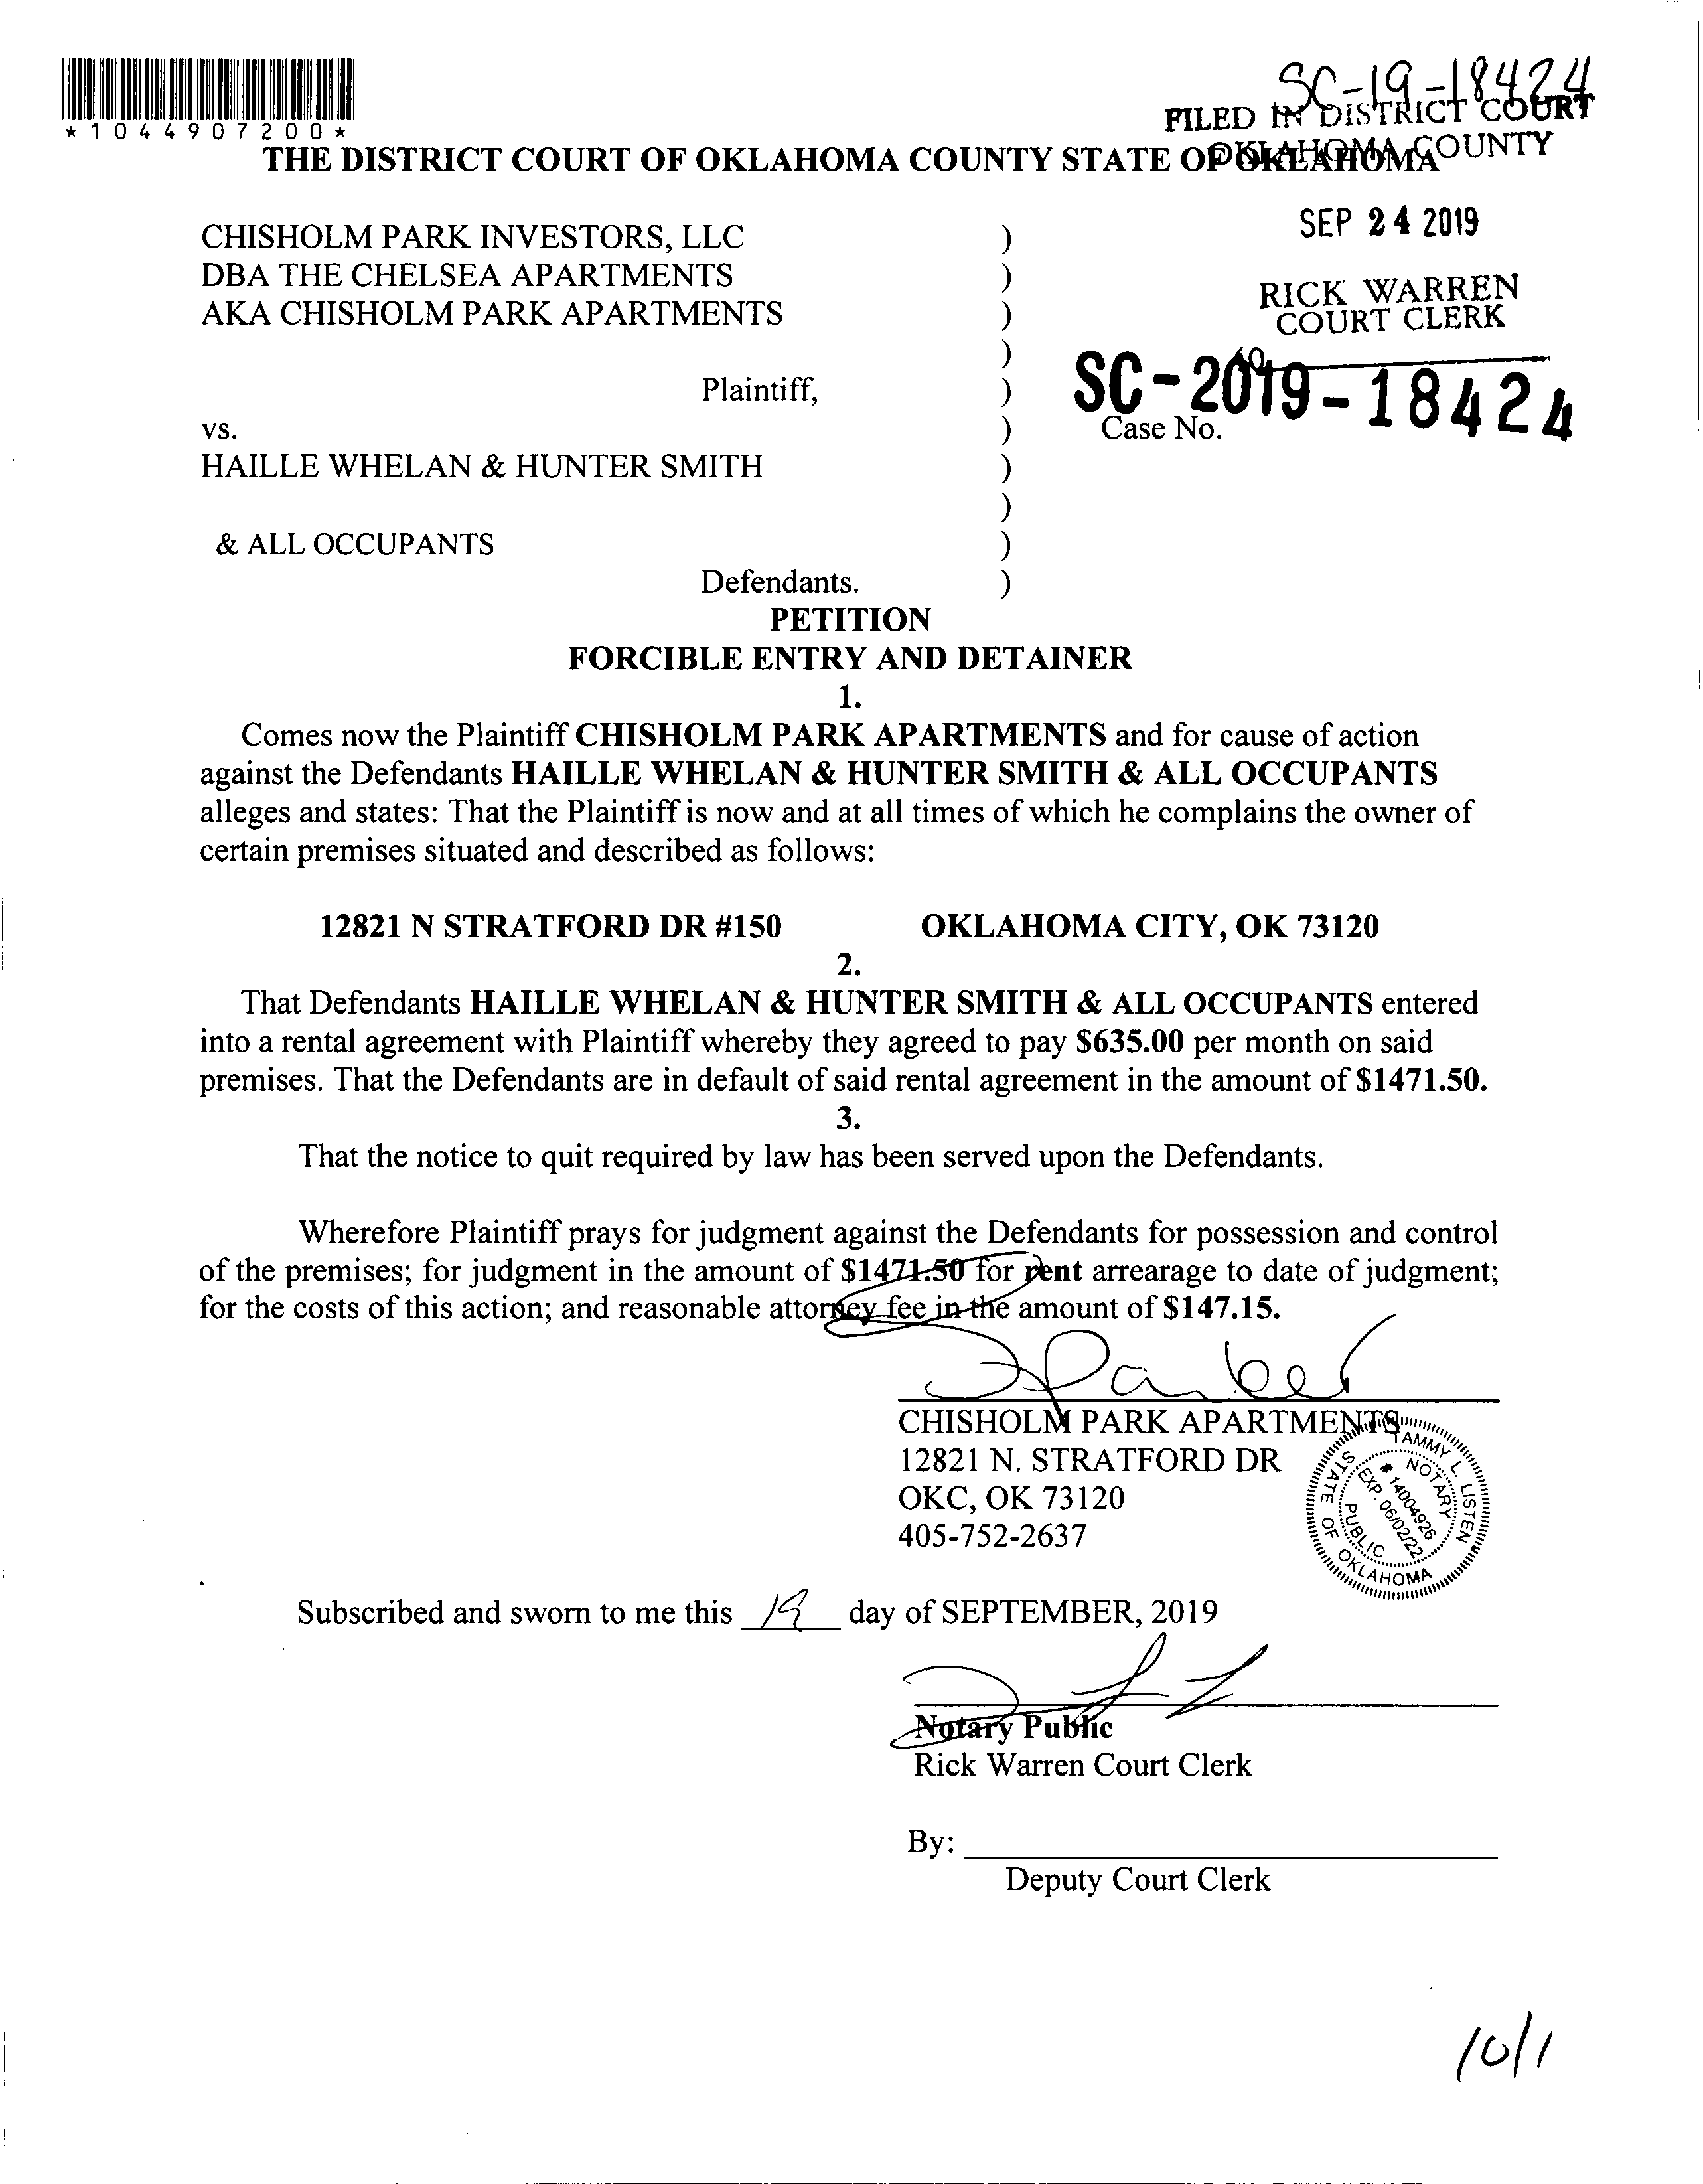 SC-19-18424
*1044907200*
FILED IN DISTRICT COURT
OKLAHOMA COUNTY
THE DISTRICT COURT OF OKLAHOMA COUNTY STATE OF OKLAHOMA
SEP 24 2019
RICK WARREN
COURT CLERK
CHISHOLM PARK INVESTORS, LLC )
DBA THE CHELSEA APARTMENTS )
AKA CHISHOLM PARK APARTMENTS )
)
Plaintiff, )
SC-2019-18424
vs. ) Case No.
HAILLE WHELAN & HUNTER SMITH )
)
& ALL OCCUPANTS )
Defendants. )
PETITION
FORCIBLE ENTRY AND DETAINER
1.
Comes now the Plaintiff CHISHOLM PARK APARTMENTS and for cause of action
against the Defendants HAILLE WHELAN & HUNTER SMITH & ALL OCCUPANTS
alleges and states: That the Plaintiff is now and at all times of which he complains the owner of
certain premises situated and described as follows:
12821 N STRATFORD DR #150 OKLAHOMA CITY, OK 73120
2.
That Defendants HAILLE WHELAN & HUNTER SMITH & ALL OCCUPANTS entered
into a rental agreement with Plaintiff whereby they agreed to pay $635.00 per month on said
premises. That the Defendants are in default of said rental agreement in the amount of $1471.50.
3.
That the notice to quit required by law has been served upon the Defendants.
Wherefore Plaintiff prays for judgment against the Defendants for possession and control
of the premises; for judgment in the amount of $1471.50 for rent arrearage to date of judgment;
for the costs of this action; and reasonable attorney fee in the amount of $147.15.
CHISHOLM PARK APARTMENTS
12821 N. STRATFORD DR
OKC, OK 73120
405-752-2637
TAMMY L. LISTEN
NOTARY
# 14004926
EXP. 06/02/22
PUBLIC
STATE OF OKLAHOMA
Subscribed and sworn to me this 19 day of SEPTEMBER, 2019
Notary Public
Rick Warren Court Clerk
By:
Deputy Court Clerk
10/1